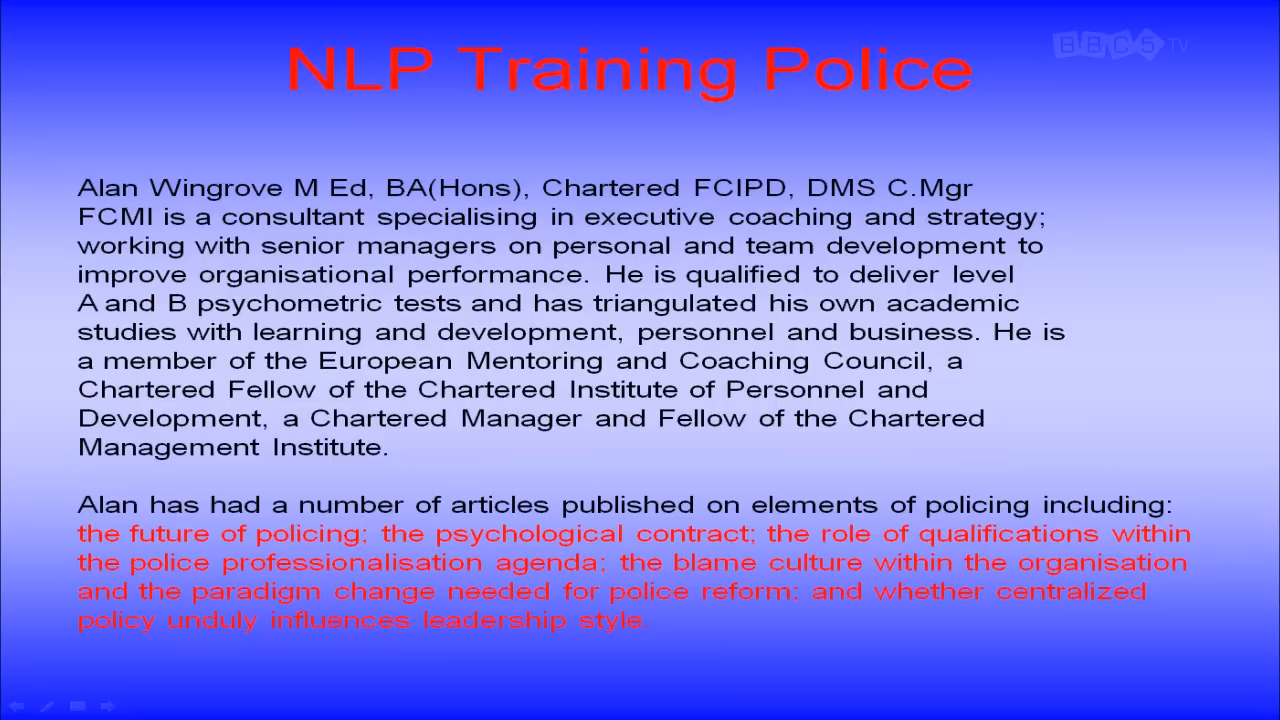 BBC5 TV
NLP Training Police
Alan Wingrove M Ed, BA(Hons), Chartered FCIPD, DMS C.Mgr
FCMI is a consultant specialising in executive coaching and strategy;
working with senior managers on personal and team development to
improve organisational performance. He is qualified to deliver level
A and B psychometric tests and has triangulated his own academic
studies with learning and development, personnel and business. He is
a member of the European Mentoring and Coaching Council, a
Chartered Fellow of the Chartered Institute of Personnel and
Development, a Chartered Manager and Fellow of the Chartered
Management Institute.
Alan has had a number of articles published on elements of policing including:
the future of policing; the psychological contract; the role of qualifications within
the police professionalisation agenda; the blame culture within the organisation
and the paradigm change needed for police reform; and whether centralized
policy unduly influences leadership style.